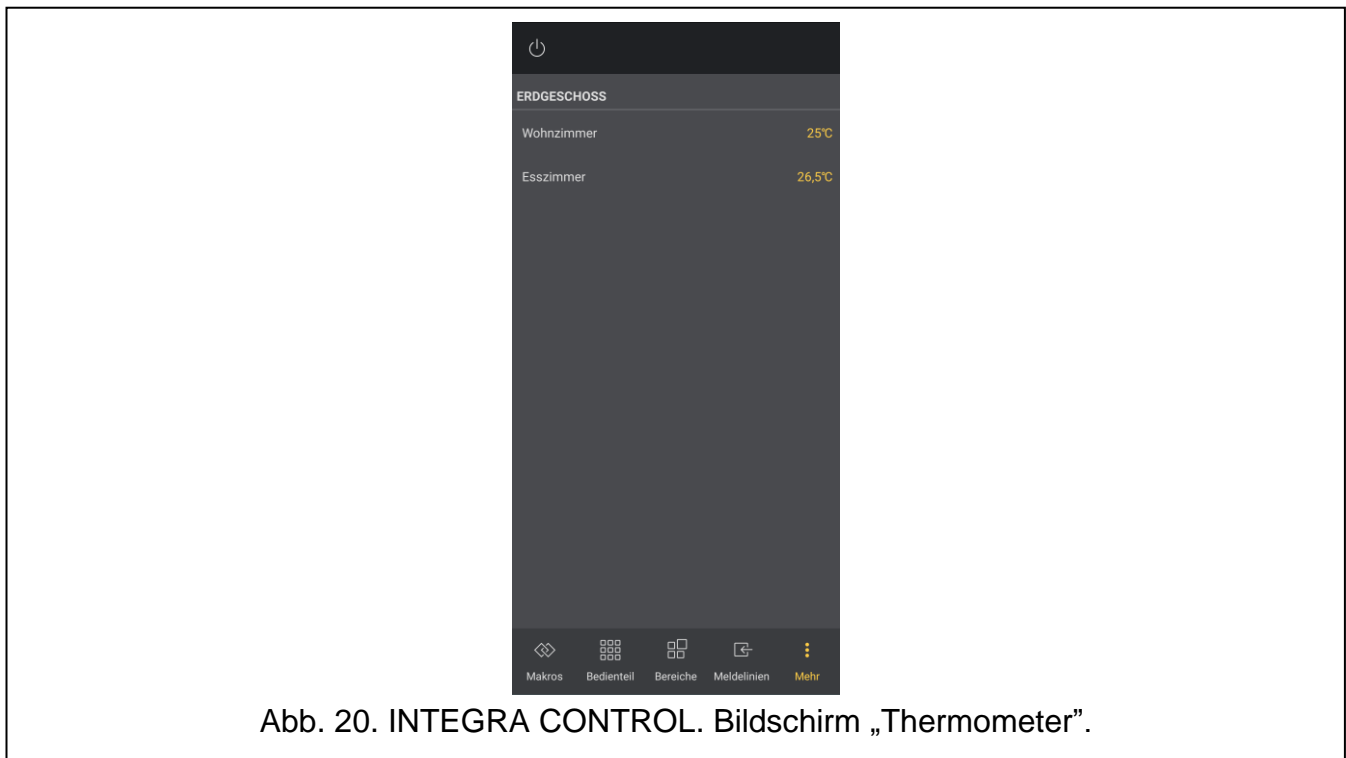 ERDGESCHOSS
Wohnzimmer 25°C
Esszimmer 26,5°C
Makros Bedienteil Bereiche Meldelinien Mehr
Abb. 20. INTEGRA CONTROL. Bildschirm „Thermometer”.